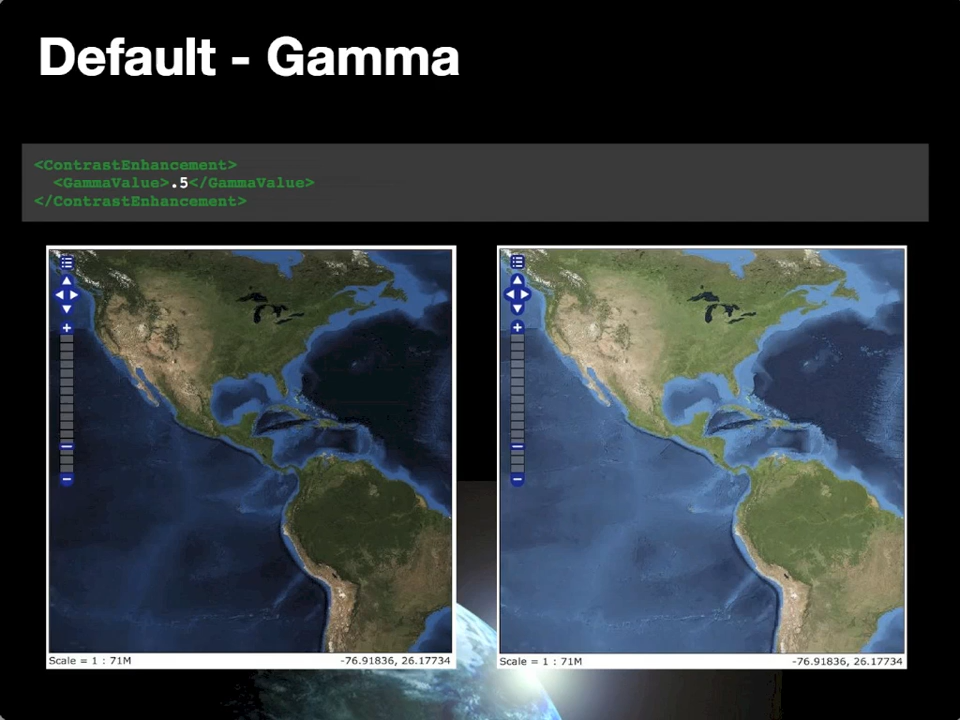 Default - Gamma
<ContrastEnhancement>
  <GammaValue>.5</GammaValue>
</ContrastEnhancement>
Scale = 1 : 71M
-76.91836, 26.17734
Scale = 1 : 71M
-76.91836, 26.17734